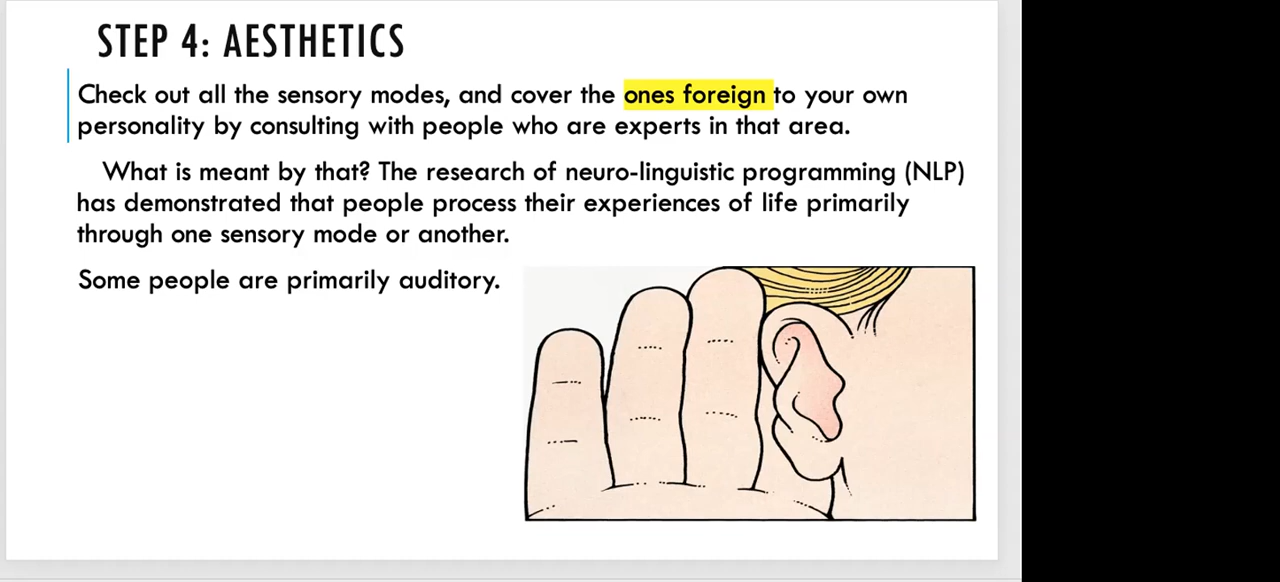 STEP 4: AESTHETICS
Check out all the sensory modes, and cover the ones foreign to your own
personality by consulting with people who are experts in that area.
What is meant by that? The research of neuro-linguistic programming (NLP)
has demonstrated that people process their experiences of life primarily
through one sensory mode or another.
Some people are primarily auditory.